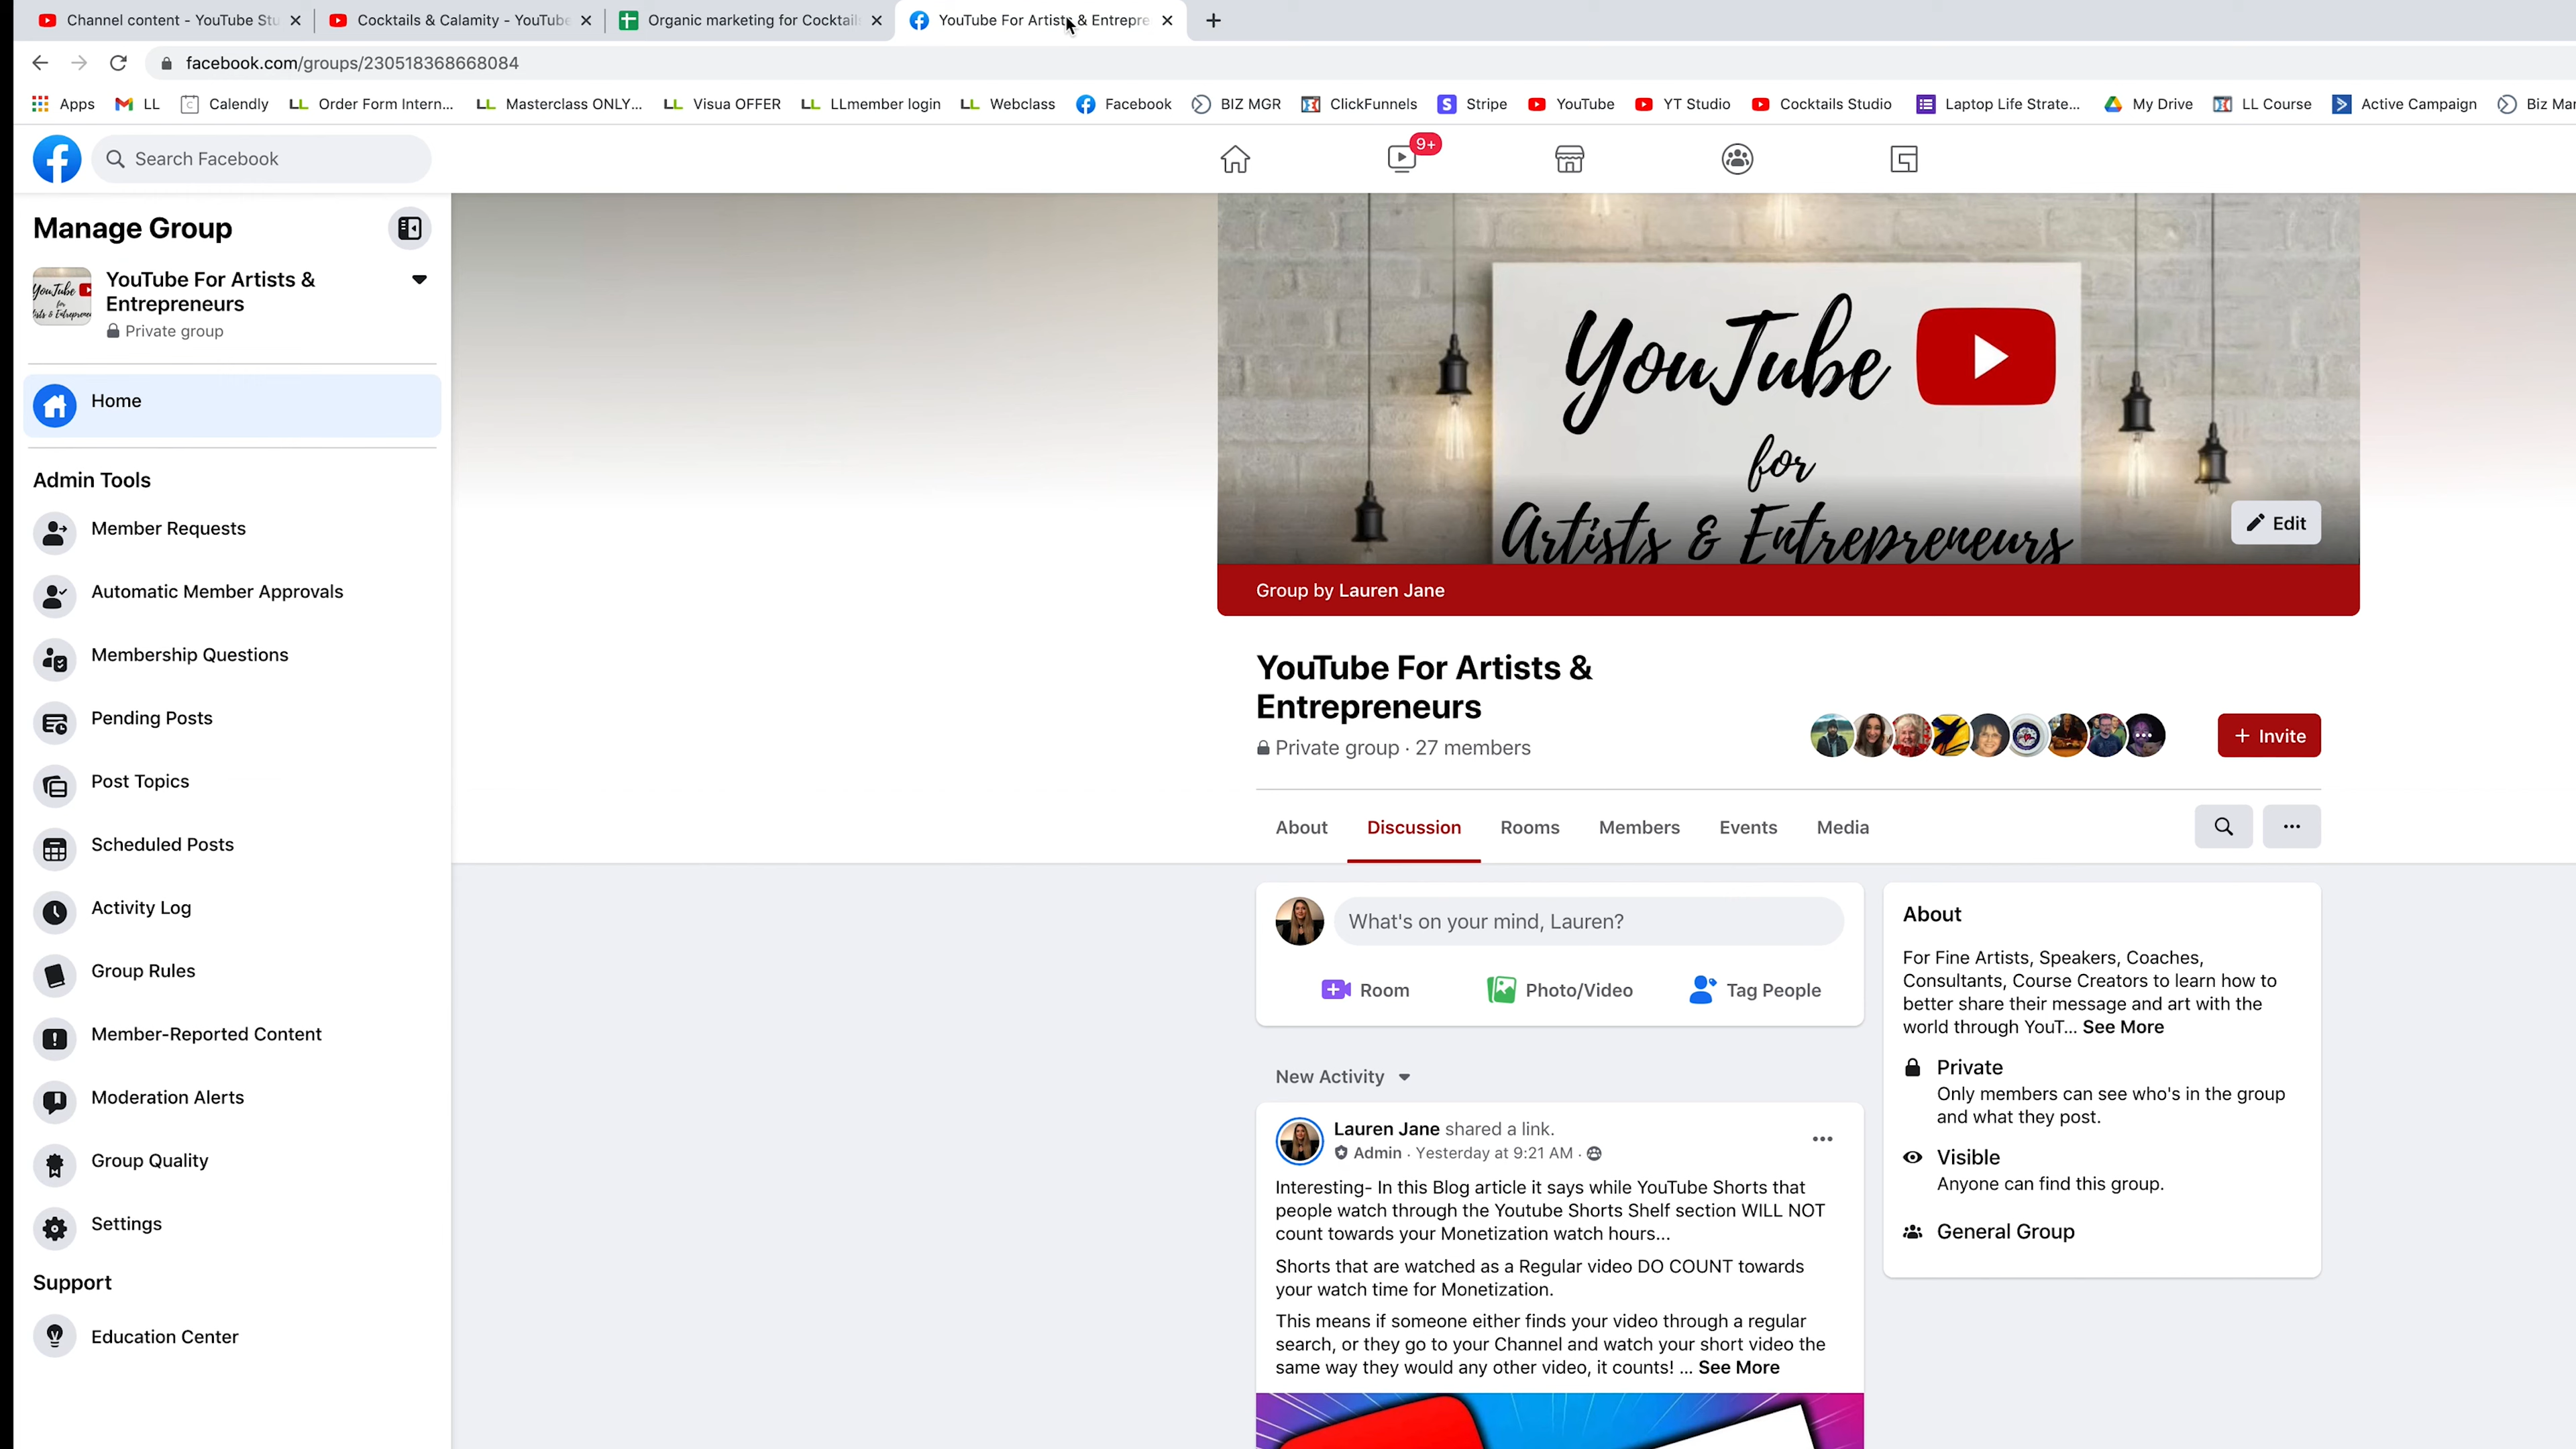 Channel content - YouTube Stu
Cocktails & Calamity - YouTube
Organic marketing for Cocktail
YouTube For Artists & Entrepre
facebook.com/groups/230518368668084
Apps
LL
Calendly
LL Order Form Intern...
LL Masterclass ONLY...
LL Visua OFFER
LL LLmember login
LL Webclass
Facebook
BIZ MGR
ClickFunnels
S Stripe
YouTube
YT Studio
Cocktails Studio
Laptop Life Strate...
My Drive
LL Course
Active Campaign
Biz Mar
Search Facebook
9+
Manage Group
YouTube For Artists &
Entrepreneurs
Private group
Home
Admin Tools
Member Requests
Automatic Member Approvals
Membership Questions
Pending Posts
Post Topics
Scheduled Posts
Activity Log
Group Rules
Member-Reported Content
Moderation Alerts
Group Quality
Settings
Support
Education Center
YouTube
for
Artists & Entrepreneurs
Edit
Group by Lauren Jane
YouTube For Artists &
Entrepreneurs
Private group · 27 members
+ Invite
About
Discussion
Rooms
Members
Events
Media
What's on your mind, Lauren?
Room
Photo/Video
Tag People
New Activity
Lauren Jane shared a link.
Admin · Yesterday at 9:21 AM ·
Interesting- In this Blog article it says while YouTube Shorts that
people watch through the Youtube Shorts Shelf section WILL NOT
count towards your Monetization watch hours...
Shorts that are watched as a Regular video DO COUNT towards
your watch time for Monetization.
This means if someone either finds your video through a regular
search, or they go to your Channel and watch your short video the
same way they would any other video, it counts! ... See More
About
For Fine Artists, Speakers, Coaches,
Consultants, Course Creators to learn how to
better share their message and art with the
world through YouT... See More
Private
Only members can see who's in the group
and what they post.
Visible
Anyone can find this group.
General Group